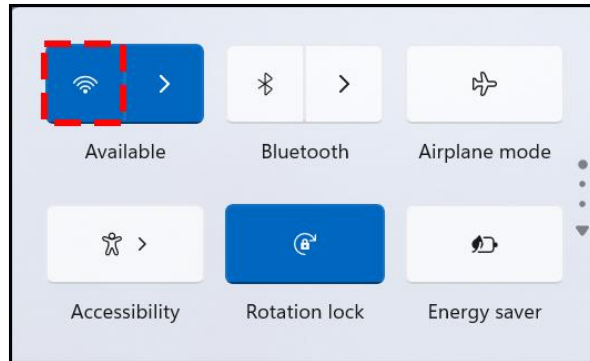 Available
Bluetooth
Airplane mode
Accessibility
Rotation lock
Energy saver